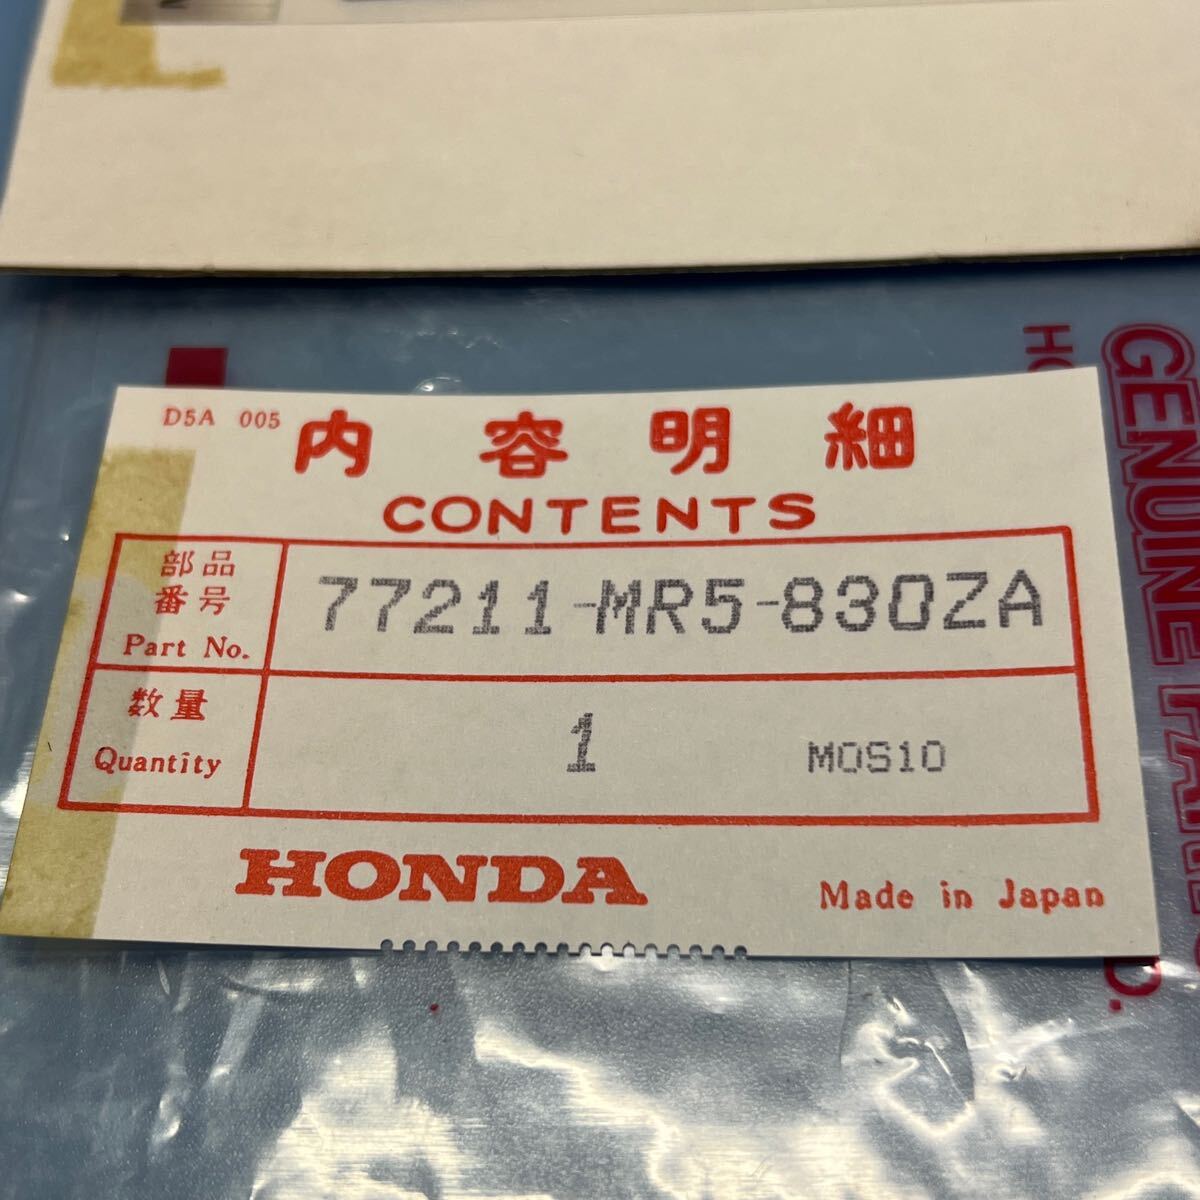 D5A 005
内容明細
CONTENTS
部品
番号
Part No.
77211-MR5-830ZA
数量
Quantity
1
MOS10
HONDA
Made in Japan
GENUINE